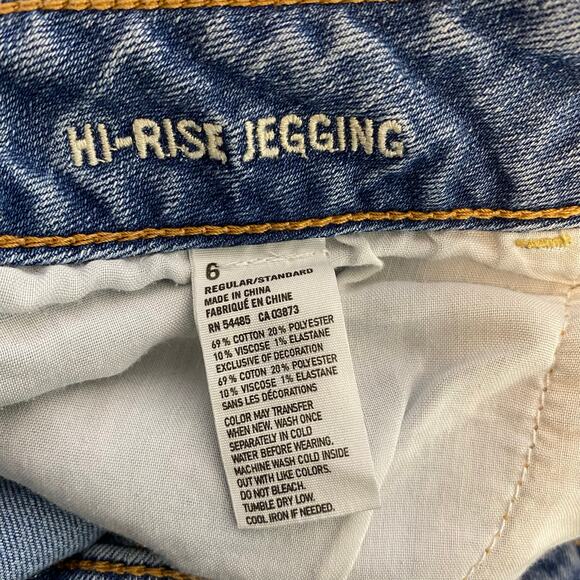 HI-RISE JEGGING
6
REGULAR/STANDARD
MADE IN CHINA
FABRIQUÉ EN CHINE
RN 54485 CA 03873
69% COTTON 20% POLYESTER
10% VISCOSE 1% ELASTANE
EXCLUSIVE OF DECORATION
69% COTON 20% POLYESTER
10% VISCOSE 1% ELASTANE
SANS LES DÉCORATIONS
COLOR MAY TRANSFER
WHEN NEW. WASH ONCE
SEPARATELY IN COLD
WATER BEFORE WEARING.
MACHINE WASH COLD INSIDE
OUT WITH LIKE COLORS.
DO NOT BLEACH.
TUMBLE DRY LOW.
COOL IRON IF NEEDED.